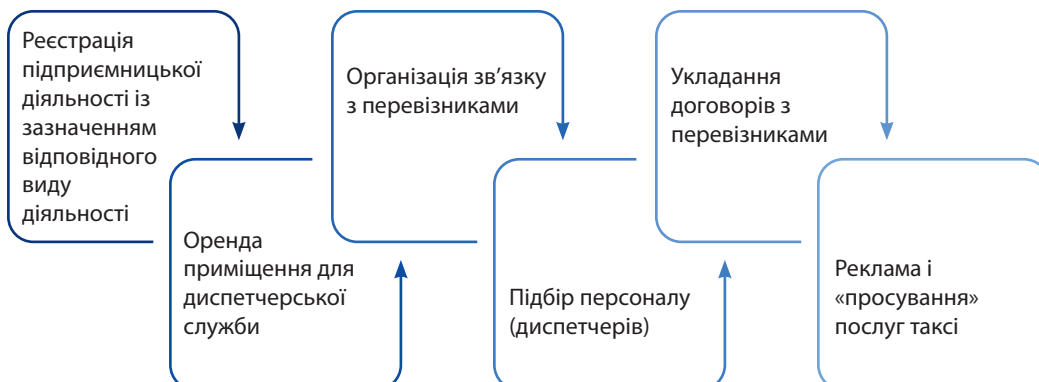 Реєстрація
підприємницької
діяльності із
зазначенням
відповідного
виду
діяльності
Оренда
приміщення для
диспетчерської
служби
Організація зв’язку
з перевізниками
Підбір персоналу
(диспетчерів)
Укладання
договорів з
перевізниками
Реклама і
«просування»
послуг таксі